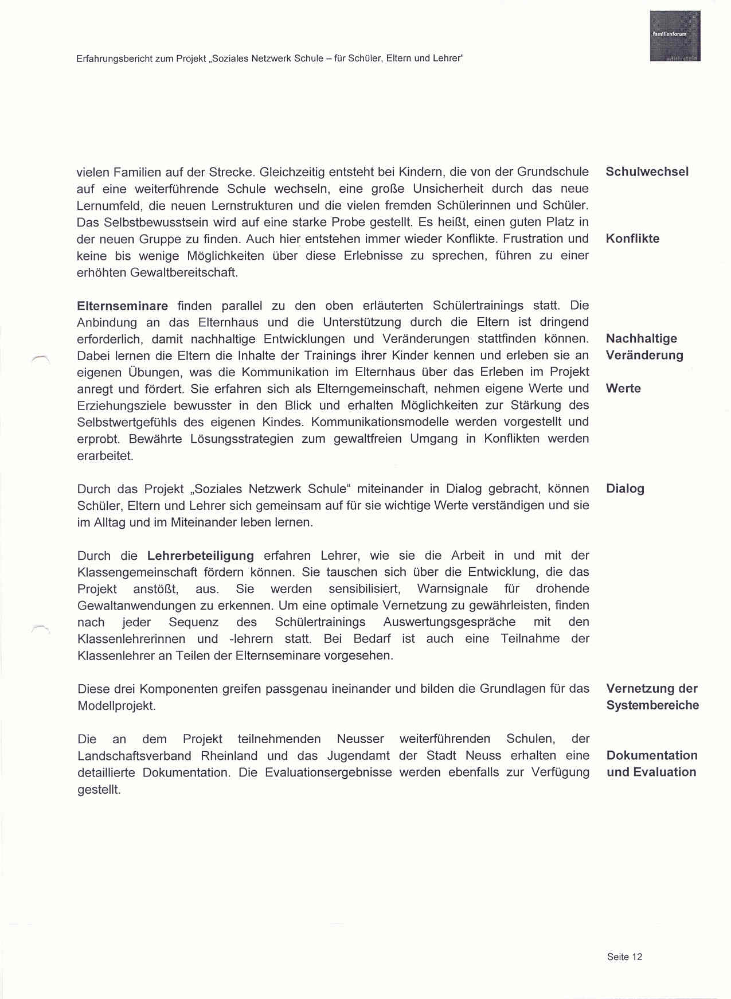 familienforum
edith stein
Erfahrungsbericht zum Projekt „Soziales Netzwerk Schule – für Schüler, Eltern und Lehrer“
vielen Familien auf der Strecke. Gleichzeitig entsteht bei Kindern, die von der Grundschule Schulwechsel
auf eine weiterführende Schule wechseln, eine große Unsicherheit durch das neue
Lernumfeld, die neuen Lernstrukturen und die vielen fremden Schülerinnen und Schüler.
Das Selbstbewusstsein wird auf eine starke Probe gestellt. Es heißt, einen guten Platz in
der neuen Gruppe zu finden. Auch hier entstehen immer wieder Konflikte. Frustration und Konflikte
keine bis wenige Möglichkeiten über diese Erlebnisse zu sprechen, führen zu einer
erhöhten Gewaltbereitschaft.
Elternseminare finden parallel zu den oben erläuterten Schülertrainings statt. Die
Anbindung an das Elternhaus und die Unterstützung durch die Eltern ist dringend
erforderlich, damit nachhaltige Entwicklungen und Veränderungen stattfinden können. Nachhaltige
Dabei lernen die Eltern die Inhalte der Trainings ihrer Kinder kennen und erleben sie an Veränderung
eigenen Übungen, was die Kommunikation im Elternhaus über das Erleben im Projekt
anregt und fördert. Sie erfahren sich als Elterngemeinschaft, nehmen eigene Werte und Werte
Erziehungsziele bewusster in den Blick und erhalten Möglichkeiten zur Stärkung des
Selbstwertgefühls des eigenen Kindes. Kommunikationsmodelle werden vorgestellt und
erprobt. Bewährte Lösungsstrategien zum gewaltfreien Umgang in Konflikten werden
erarbeitet.
Durch das Projekt „Soziales Netzwerk Schule“ miteinander in Dialog gebracht, können Dialog
Schüler, Eltern und Lehrer sich gemeinsam auf für sie wichtige Werte verständigen und sie
im Alltag und im Miteinander leben lernen.
Durch die Lehrerbeteiligung erfahren Lehrer, wie sie die Arbeit in und mit der
Klassengemeinschaft fördern können. Sie tauschen sich über die Entwicklung, die das
Projekt anstößt, aus. Sie werden sensibilisiert, Warnsignale für drohende
Gewaltanwendungen zu erkennen. Um eine optimale Vernetzung zu gewährleisten, finden
nach jeder Sequenz des Schülertrainings Auswertungsgespräche mit den
Klassenlehrerinnen und -lehrern statt. Bei Bedarf ist auch eine Teilnahme der
Klassenlehrer an Teilen der Elternseminare vorgesehen.
Diese drei Komponenten greifen passgenau ineinander und bilden die Grundlagen für das Vernetzung der
Modellprojekt. Systembereiche
Die an dem Projekt teilnehmenden Neusser weiterführenden Schulen, der
Landschaftsverband Rheinland und das Jugendamt der Stadt Neuss erhalten eine Dokumentation
detaillierte Dokumentation. Die Evaluationsergebnisse werden ebenfalls zur Verfügung und Evaluation
gestellt.
Seite 12